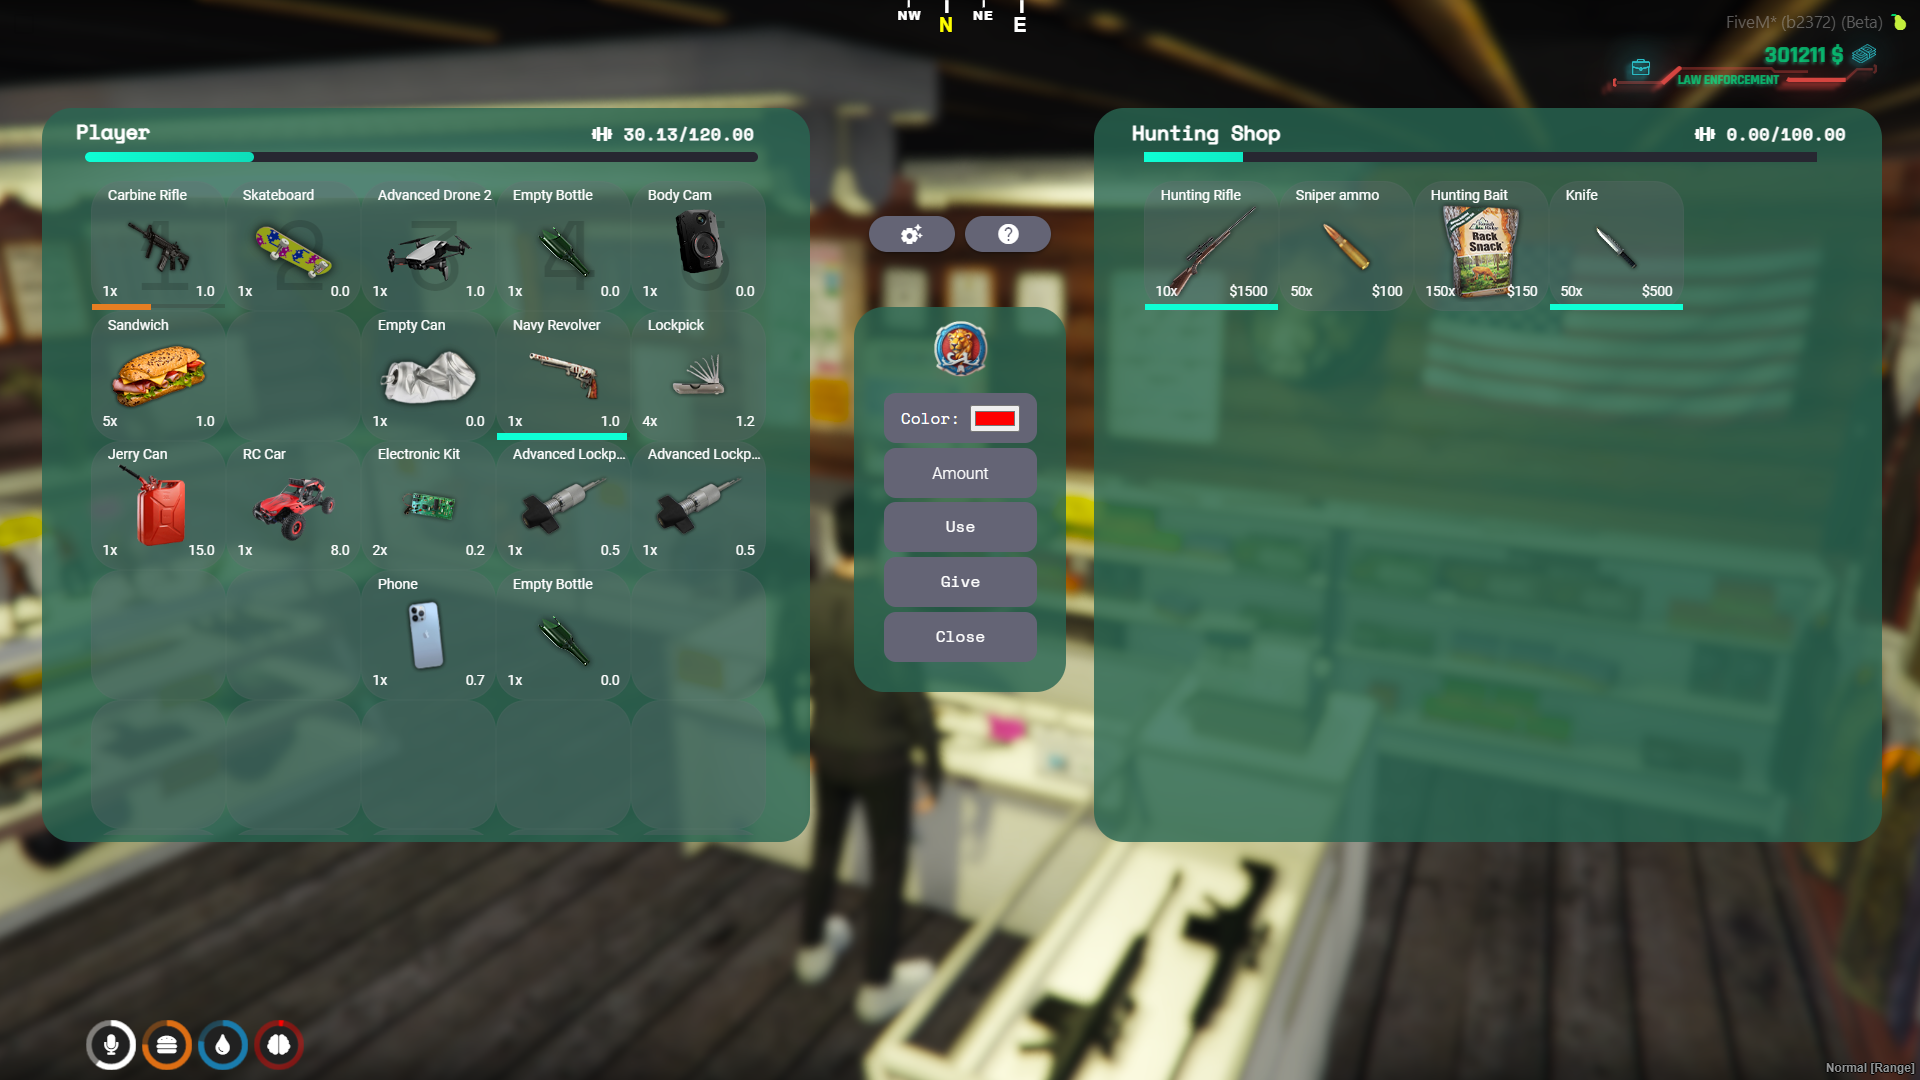 NW N NE E
FiveM* (b2372) (Beta)
301211 $
LAW ENFORCEMENT
Player
30.13/120.00
Carbine Rifle
1
1x 1.0
Skateboard
2
1x 0.0
Advanced Drone 2
3
1x 1.0
Empty Bottle
4
1x 0.0
Body Cam
5
1x 0.0
Sandwich
5x 1.0
Empty Can
1x 0.0
Navy Revolver
1x 1.0
Lockpick
4x 1.2
Jerry Can
1x 15.0
RC Car
1x 8.0
Electronic Kit
2x 0.2
Advanced Lockp...
1x 0.5
Advanced Lockp...
1x 0.5
Phone
1x 0.7
Empty Bottle
1x 0.0
?
Color:
Amount
Use
Give
Close
Hunting Shop
0.00/100.00
Hunting Rifle
10x $1500
Sniper ammo
50x $100
Hunting Bait
Rack
Snack
150x $150
Knife
50x $500
Normal [Range]